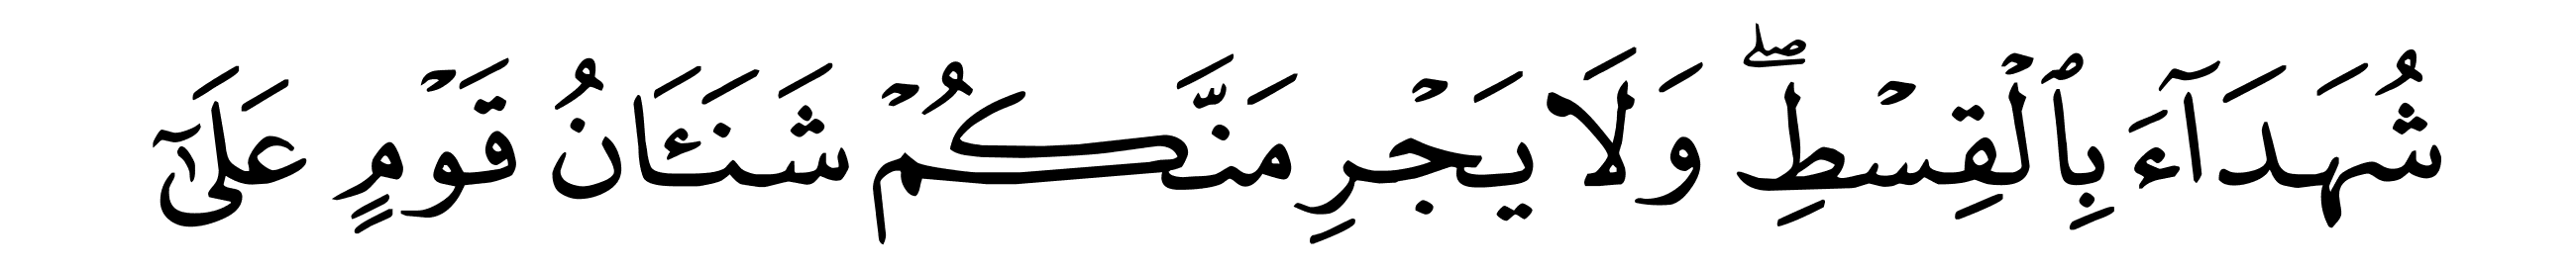 شُهَدَآءَ بِٱلۡقِسۡطِۖ وَلَا يَجۡرِمَنَّكُمۡ شَنَـَٔانُ قَوۡمٍ عَلَىٰٓ